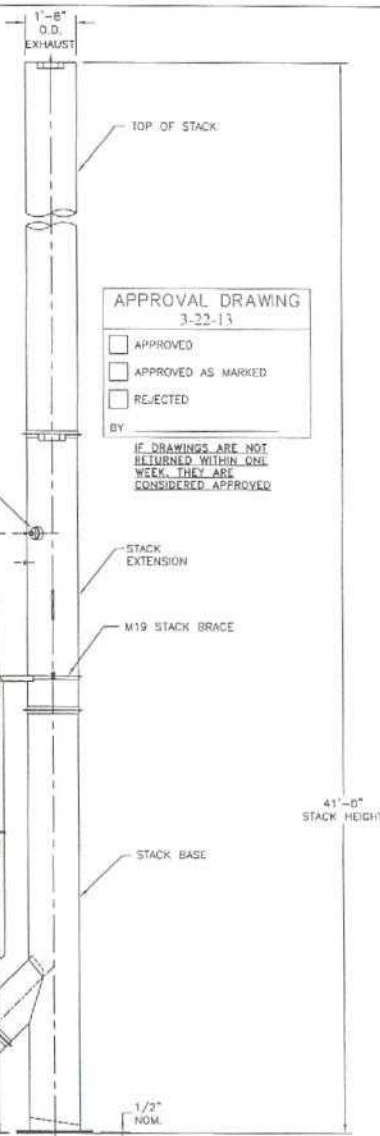 1'-6"
O.D.
EXHAUST
TOP OF STACK
APPROVAL DRAWING
3-22-13
APPROVED
APPROVED AS MARKED
REJECTED
BY
IF DRAWINGS ARE NOT
RETURNED WITHIN ONE
WEEK, THEY ARE
CONSIDERED APPROVED
STACK
EXTENSION
M19 STACK BRACE
41'-0"
STACK HEIGHT
STACK BASE
1/2"
NOM.